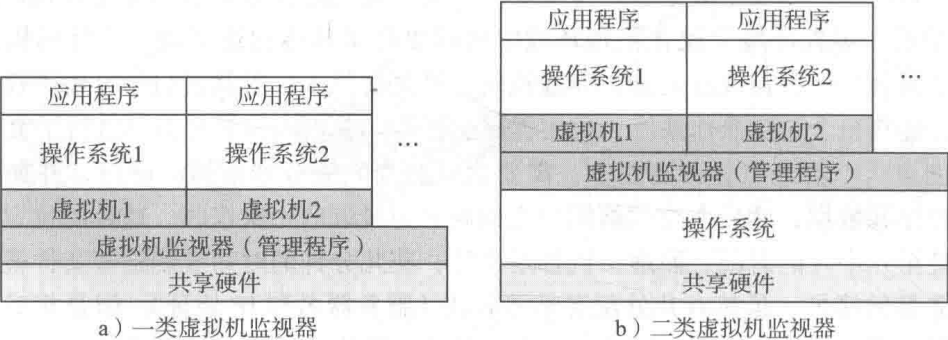 应用程序 应用程序
操作系统1 操作系统2 …
虚拟机1 虚拟机2
虚拟机监视器（管理程序）
共享硬件
a）一类虚拟机监视器
应用程序 应用程序
操作系统1 操作系统2 …
虚拟机1 虚拟机2
虚拟机监视器（管理程序）
操作系统
共享硬件
b）二类虚拟机监视器